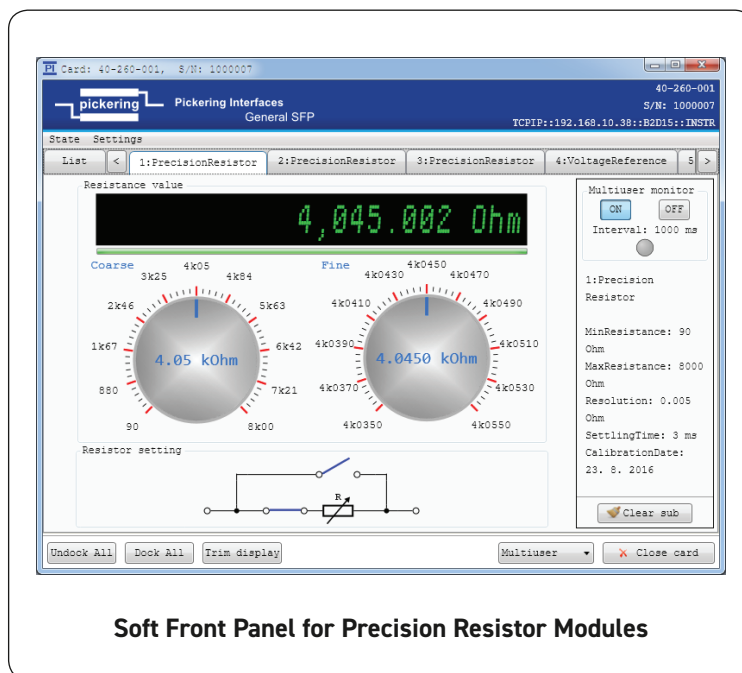 PI Card: 40-260-001, S/N: 1000007
pickering Pickering Interfaces
General SFP
40-260-001
S/N: 1000007
TCPIP::192.168.10.38::B2D15::INSTR
State Settings
List < 1:PrecisionResistor 2:PrecisionResistor 3:PrecisionResistor 4:VoltageReference 5 >
Resistance value
4,045.002 Ohm
Coarse
90
880
1k67
2k46
3k25
4k05
4k84
5k63
6k42
7k21
8k00
4.05 kOhm
Fine
4k0350
4k0370
4k0390
4k0410
4k0430
4k0450
4k0470
4k0490
4k0510
4k0530
4k0550
4.0450 kOhm
Resistor setting
R
Multiuser monitor
ON OFF
Interval: 1000 ms
1:Precision
Resistor
MinResistance: 90
Ohm
MaxResistance: 8000
Ohm
Resolution: 0.005
Ohm
SettlingTime: 3 ms
CalibrationDate:
23. 8. 2016
Clear sub
Undock All Dock All Trim display Multiuser Close card
Soft Front Panel for Precision Resistor Modules